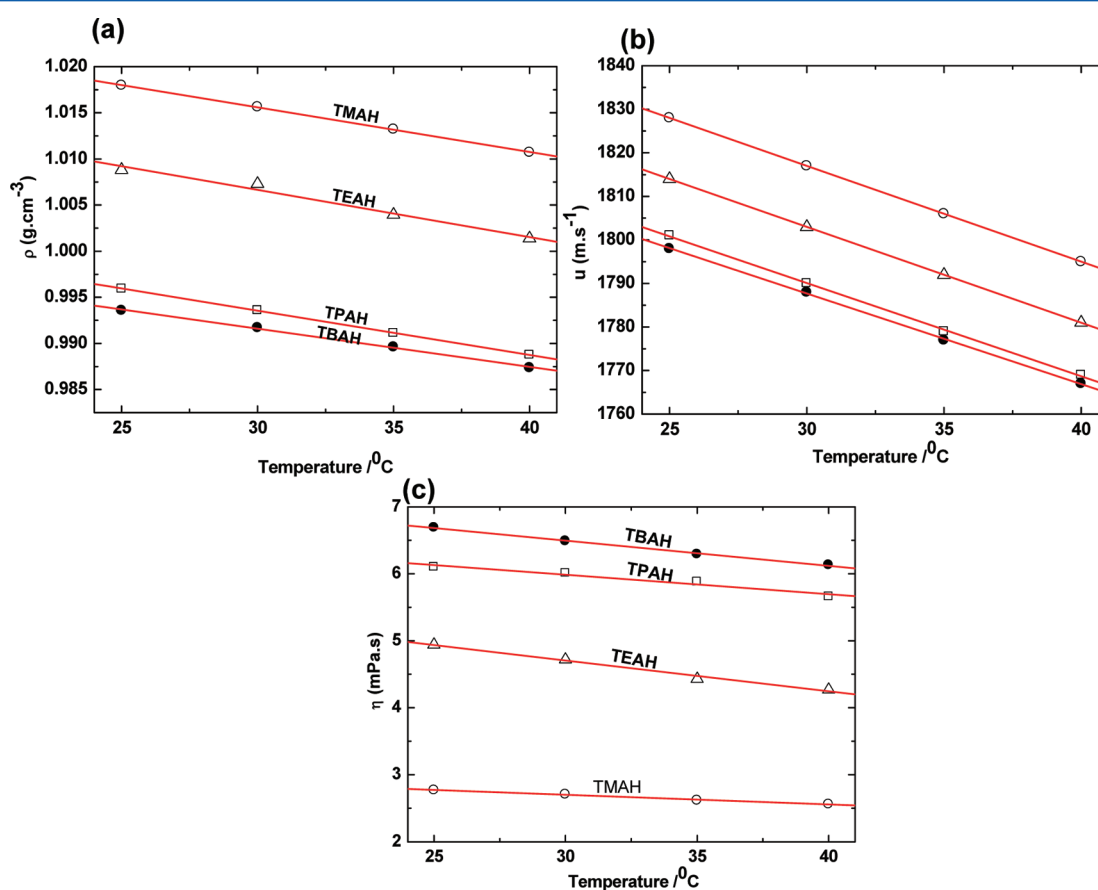 (a)
ρ (g.cm⁻³)
1.020
1.015
1.010
1.005
1.000
0.995
0.990
0.985
TMAH
TEAH
TPAH
TBAH
25 30 35 40
Temperature /⁰C
(b)
u (m.s⁻¹)
1840
1830
1820
1810
1800
1790
1780
1770
1760
25 30 35 40
Temperature /⁰C
(c)
η (mPa.s)
7
6
5
4
3
2
TBAH
TPAH
TEAH
TMAH
25 30 35 40
Temperature /⁰C